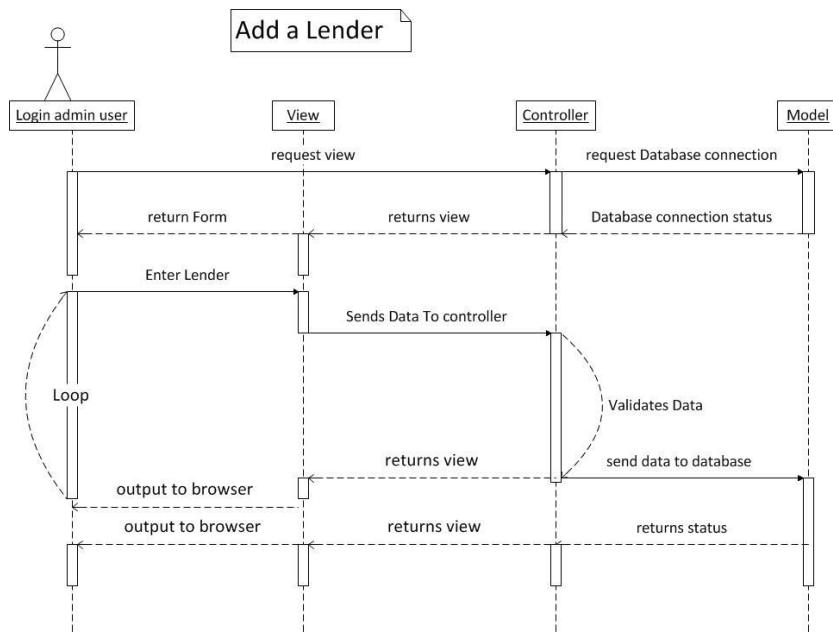 Add a Lender
Login admin user
View
Controller
Model
request view
request Database connection
return Form
returns view
Database connection status
Enter Lender
Sends Data To controller
Loop
Validates Data
returns view
send data to database
output to browser
output to browser
returns view
returns status